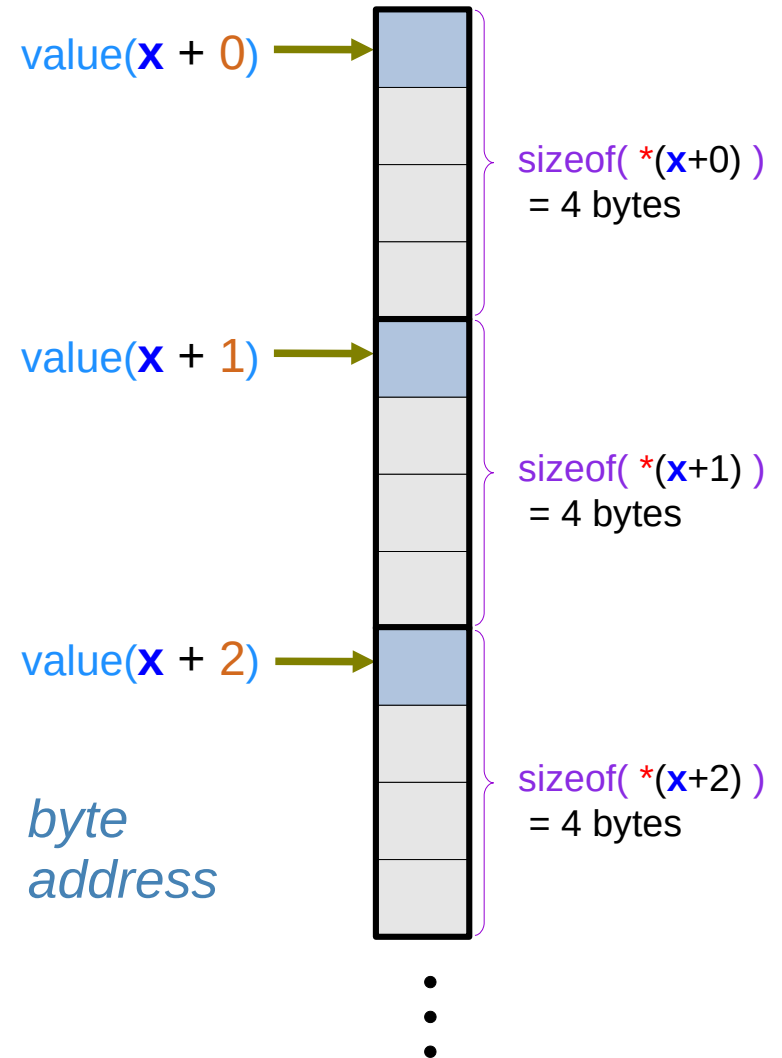 value(x + 0)
sizeof( *(x+0) )
= 4 bytes
value(x + 1)
sizeof( *(x+1) )
= 4 bytes
value(x + 2)
sizeof( *(x+2) )
= 4 bytes
byte
address